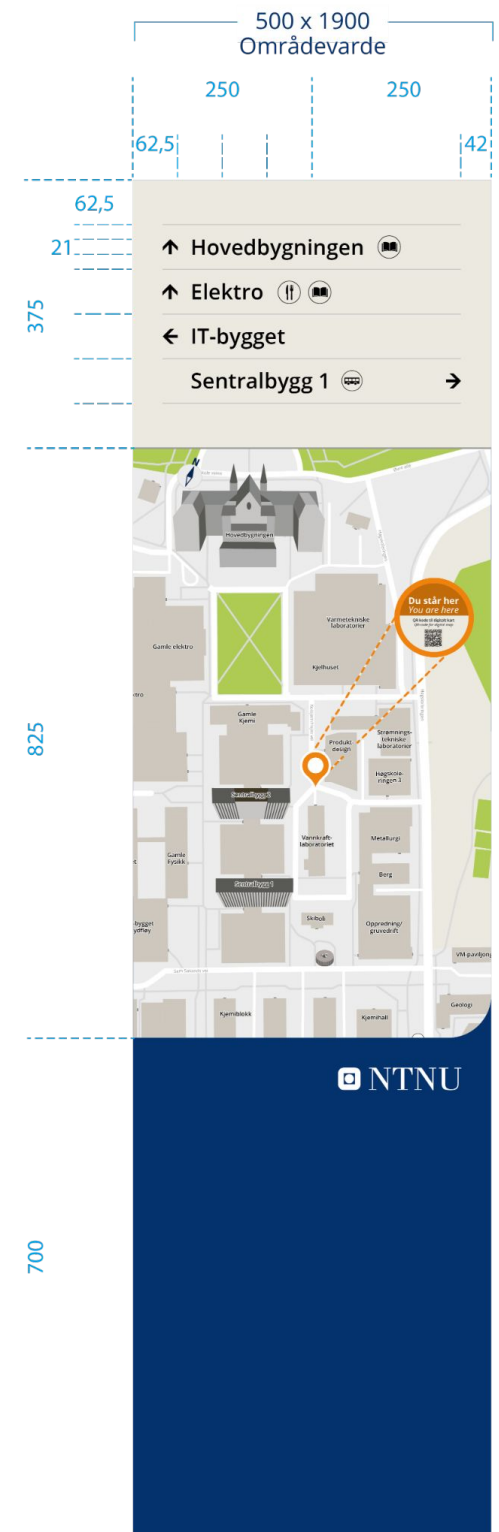 500 x 1900
Områdevarde
250
250
62,5
42
62,5
21
375
Hovedbygningen
Elektro
IT-bygget
Sentralbygg 1
825
N
Hovedbygningen
Du står her
You are here
Varmetekniske
laboratorier
Gamle elektro
Kjelhuset
Gamle
Kjemi
Produkt-
design
Strømnings-
tekniske
laboratorier
Høgskole-
ringen 3
Sentralbygg 2
Vannkraft-
laboratoriet
Metallurgi
Gamle
Fysikk
Berg
Sentralbygg 1
Skiboli
Oppredning/
gruvedrift
VM-paviljong
Kjemiblokk
Kjemihall
Geologi
NTNU
700